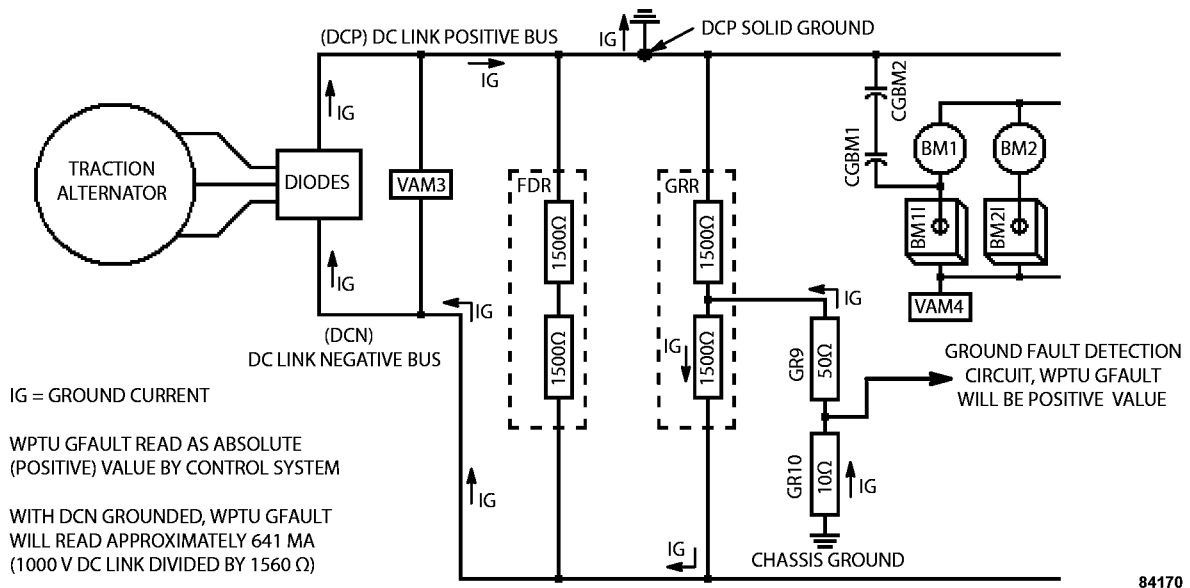 (DCP) DC LINK POSITIVE BUS
IG
DCP SOLID GROUND
IG
IG
TRACTION
ALTERNATOR
DIODES
VAM3
FDR
GRR
CGBM2
CGBM1
BM1
BM2
1500Ω
1500Ω
BM1I
BM2I
IG
IG
IG
VAM4
(DCN)
DC LINK NEGATIVE BUS
1500Ω
IG
1500Ω
GR9
50Ω
GROUND FAULT DETECTION
CIRCUIT, WPTU GFAULT
WILL BE POSITIVE VALUE
IG = GROUND CURRENT
WPTU GFAULT READ AS ABSOLUTE
(POSITIVE) VALUE BY CONTROL SYSTEM
IG
GR10
10Ω
IG
WITH DCN GROUNDED, WPTU GFAULT
WILL READ APPROXIMATELY 641 MA
(1000 V DC LINK DIVIDED BY 1560 Ω)
IG
CHASSIS GROUND
84170